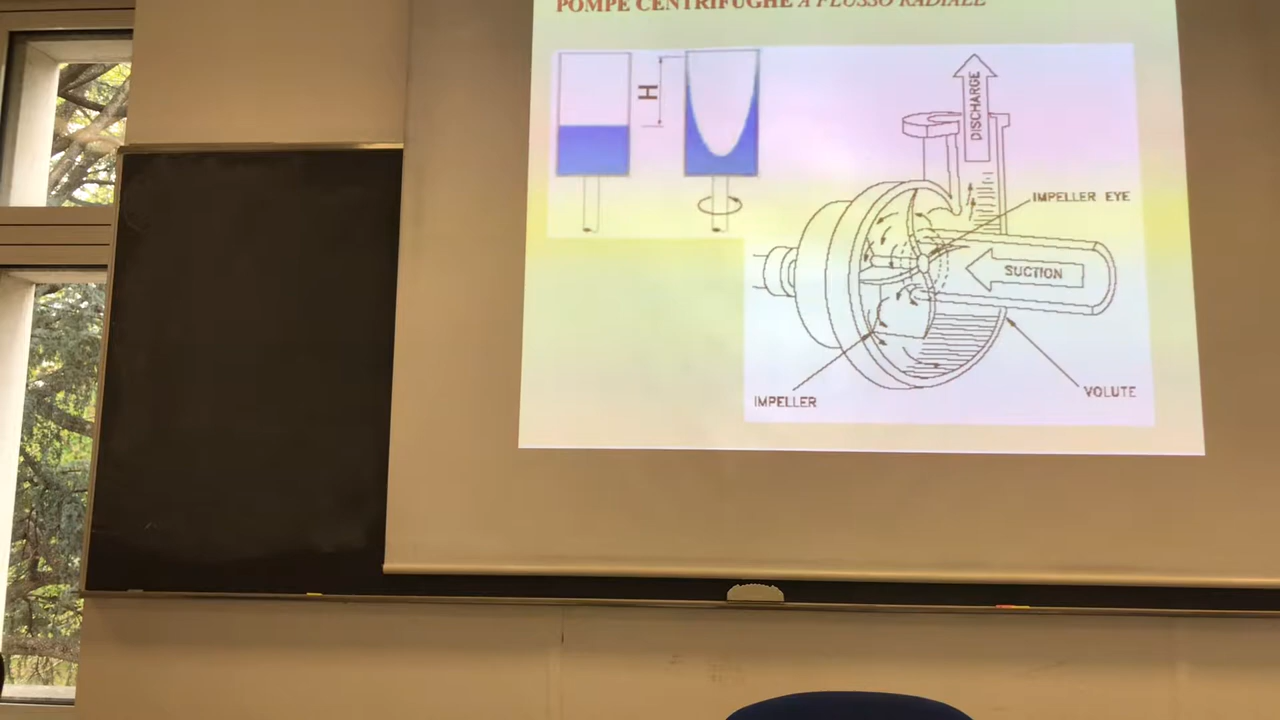 POMPE CENTRIFUGHE A FLUSSO RADIALE
H
DISCHARGE
IMPELLER EYE
SUCTION
IMPELLER
VOLUTE